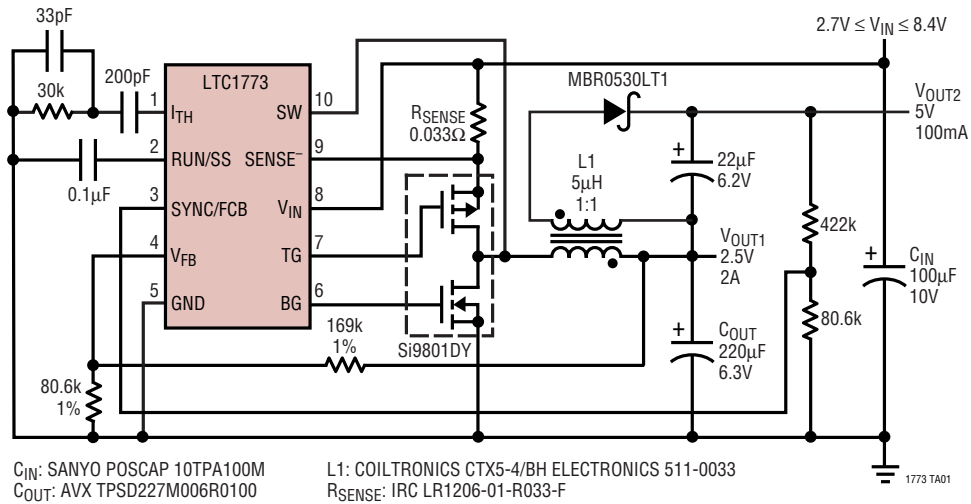 33pF
2.7V ≤ VIN ≤ 8.4V
30k
200pF
LTC1773
MBR0530LT1
VOUT2
5V
100mA
1
ITH
SW
10
RSENSE
0.033Ω
2
RUN/SS
SENSE–
9
0.1µF
L1
5µH
1:1
+
22µF
6.2V
3
SYNC/FCB
VIN
8
422k
4
VFB
TG
7
VOUT1
2.5V
2A
+
CIN
100µF
10V
5
GND
BG
6
Si9801DY
+
COUT
220µF
6.3V
80.6k
169k
1%
80.6k
1%
CIN: SANYO POSCAP 10TPA100M
COUT: AVX TPSD227M006R0100
L1: COILTRONICS CTX5-4/BH ELECTRONICS 511-0033
RSENSE: IRC LR1206-01-R033-F
1773 TA01